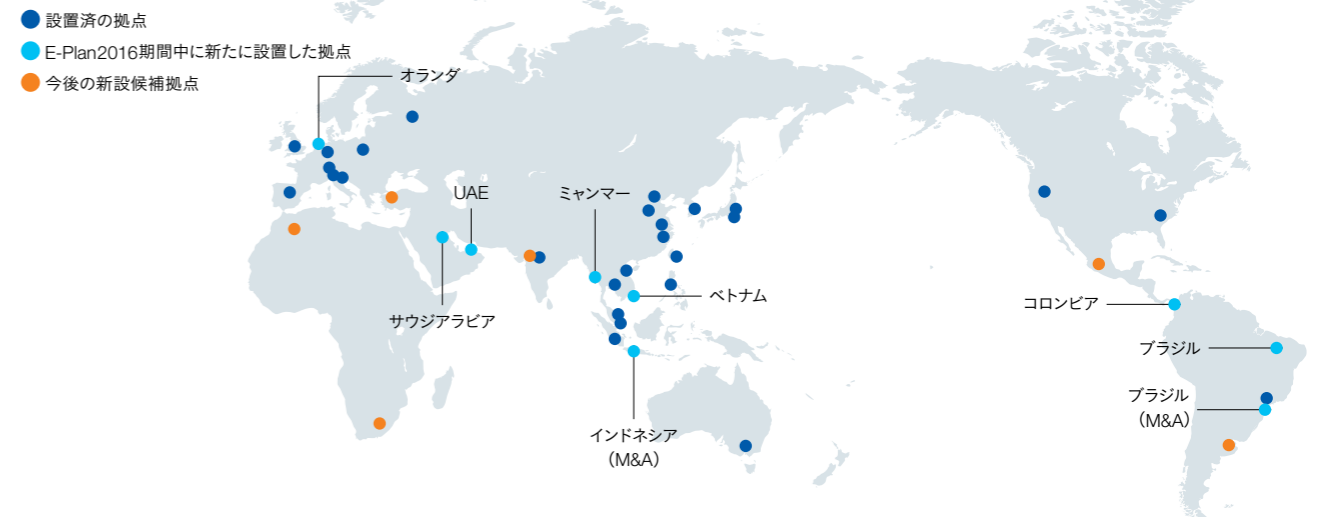 設置済の拠点
E-Plan2016期間中に新たに設置した拠点
今後の新設候補拠点
オランダ
UAE
ミャンマー
サウジアラビア
ベトナム
インドネシア
（M&A）
コロンビア
ブラジル
ブラジル
（M&A）